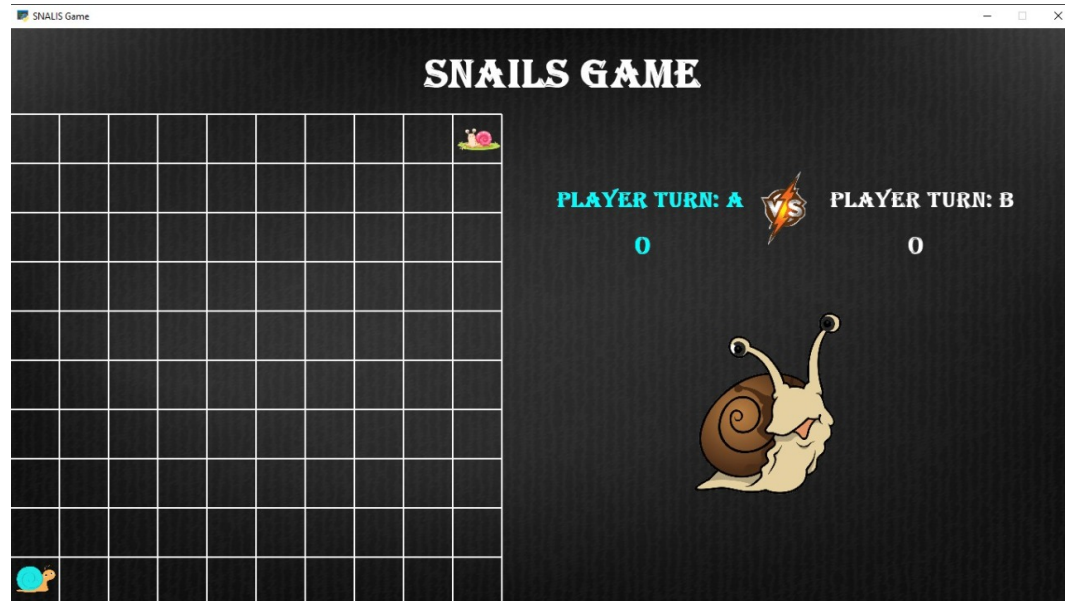 SNALIS Game
SNAILS GAME
PLAYER TURN: A
VS
PLAYER TURN: B
0
0